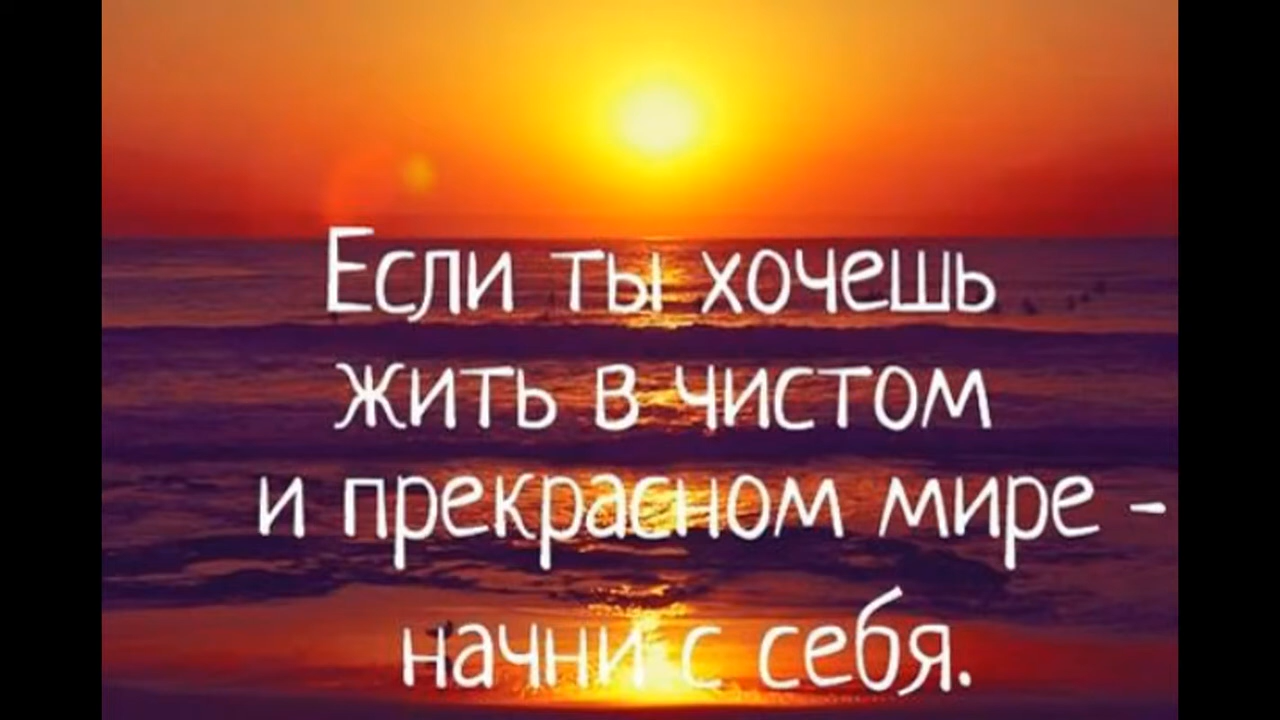 Если ты хочешь
жить в чистом
и прекрасном мире -
начни с себя.